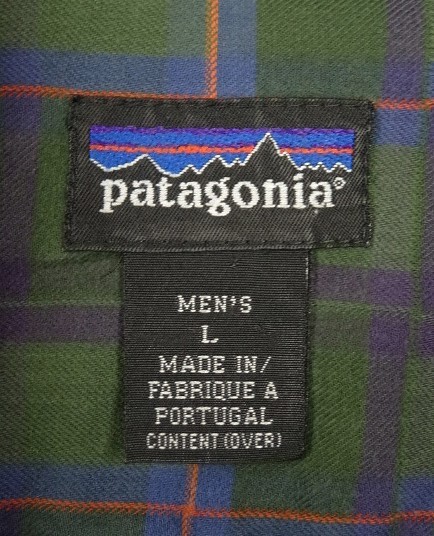 patagonia®
MEN'S
L
MADE IN/
FABRIQUE A
PORTUGAL
CONTENT (OVER)